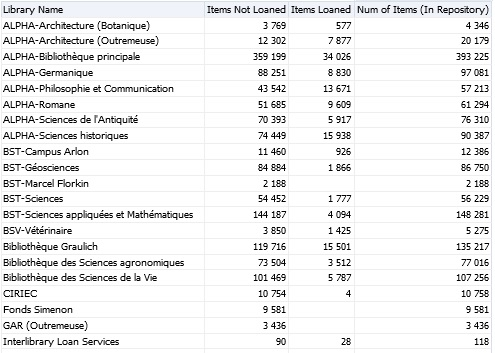 Library Name Items Not Loaned Items Loaned Num of Items (In Repository)
ALPHA-Architecture (Botanique) 3 769 577 4 346
ALPHA-Architecture (Outremeuse) 12 302 7 877 20 179
ALPHA-Bibliothèque principale 359 199 34 026 393 225
ALPHA-Germanique 88 251 8 830 97 081
ALPHA-Philosophie et Communication 43 542 13 671 57 213
ALPHA-Romane 51 685 9 609 61 294
ALPHA-Sciences de l'Antiquité 70 393 5 917 76 310
ALPHA-Sciences historiques 74 449 15 938 90 387
BST-Campus Arlon 11 460 926 12 386
BST-Géosciences 84 884 1 866 86 750
BST-Marcel Florkin 2 188 2 188
BST-Sciences 54 452 1 777 56 229
BST-Sciences appliquées et Mathématiques 144 187 4 094 148 281
BSV-Vétérinaire 3 850 1 425 5 275
Bibliothèque Graulich 119 716 15 501 135 217
Bibliothèque des Sciences agronomiques 73 504 3 512 77 016
Bibliothèque des Sciences de la Vie 101 469 5 787 107 256
CIRIEC 10 754 4 10 758
Fonds Simenon 9 581 9 581
GAR (Outremeuse) 3 436 3 436
Interlibrary Loan Services 90 28 118